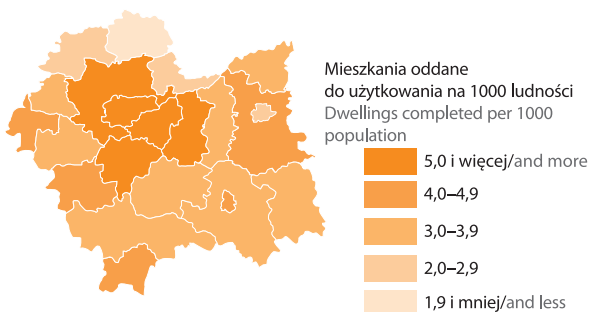 Mieszkania oddane
do użytkowania na 1000 ludności
Dwellings completed per 1000
population
5,0 i więcej/and more
4,0–4,9
3,0–3,9
2,0–2,9
1,9 i mniej/and less